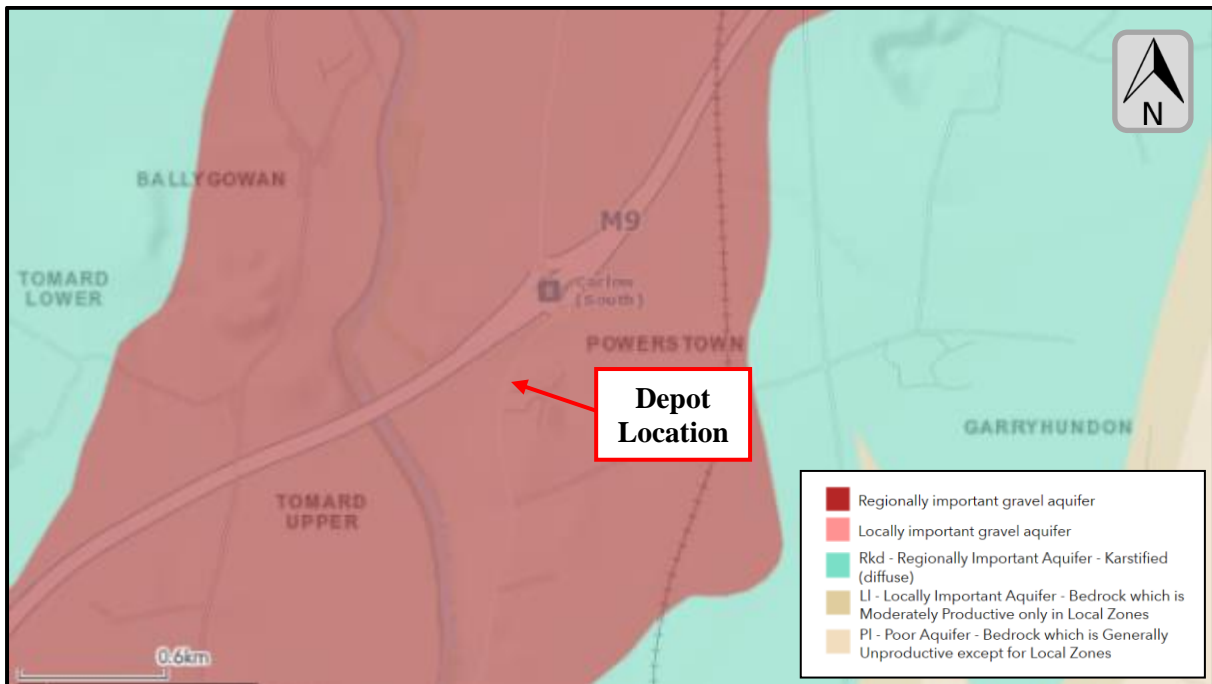 N
BALLYGOWAN
M9
TOMARD
LOWER
Carlow
(South)
POWERSTOWN
Depot
Location
GARRYHUNDON
TOMARD
UPPER
Regionally important gravel aquifer
Locally important gravel aquifer
Rkd - Regionally Important Aquifer - Karstified
(diffuse)
Ll - Locally Important Aquifer - Bedrock which is
Moderately Productive only in Local Zones
Pl - Poor Aquifer - Bedrock which is Generally
Unproductive except for Local Zones
0.6km